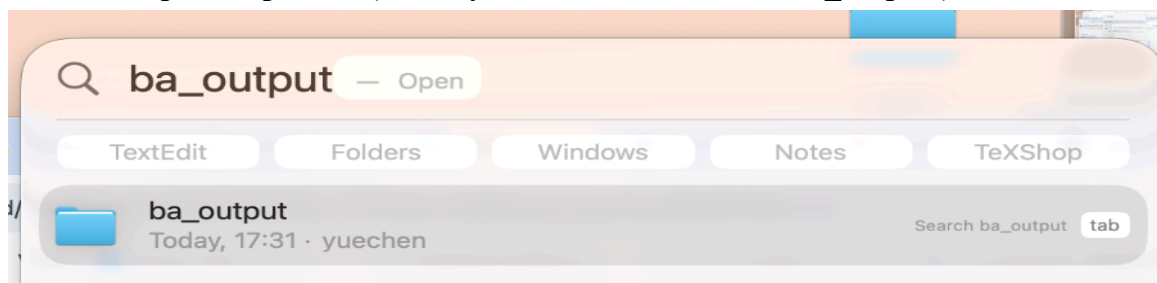 ba_output — Open
TextEdit Folders Windows Notes TeXShop
ba_output
Today, 17:31 · yuechen
Search ba_output tab